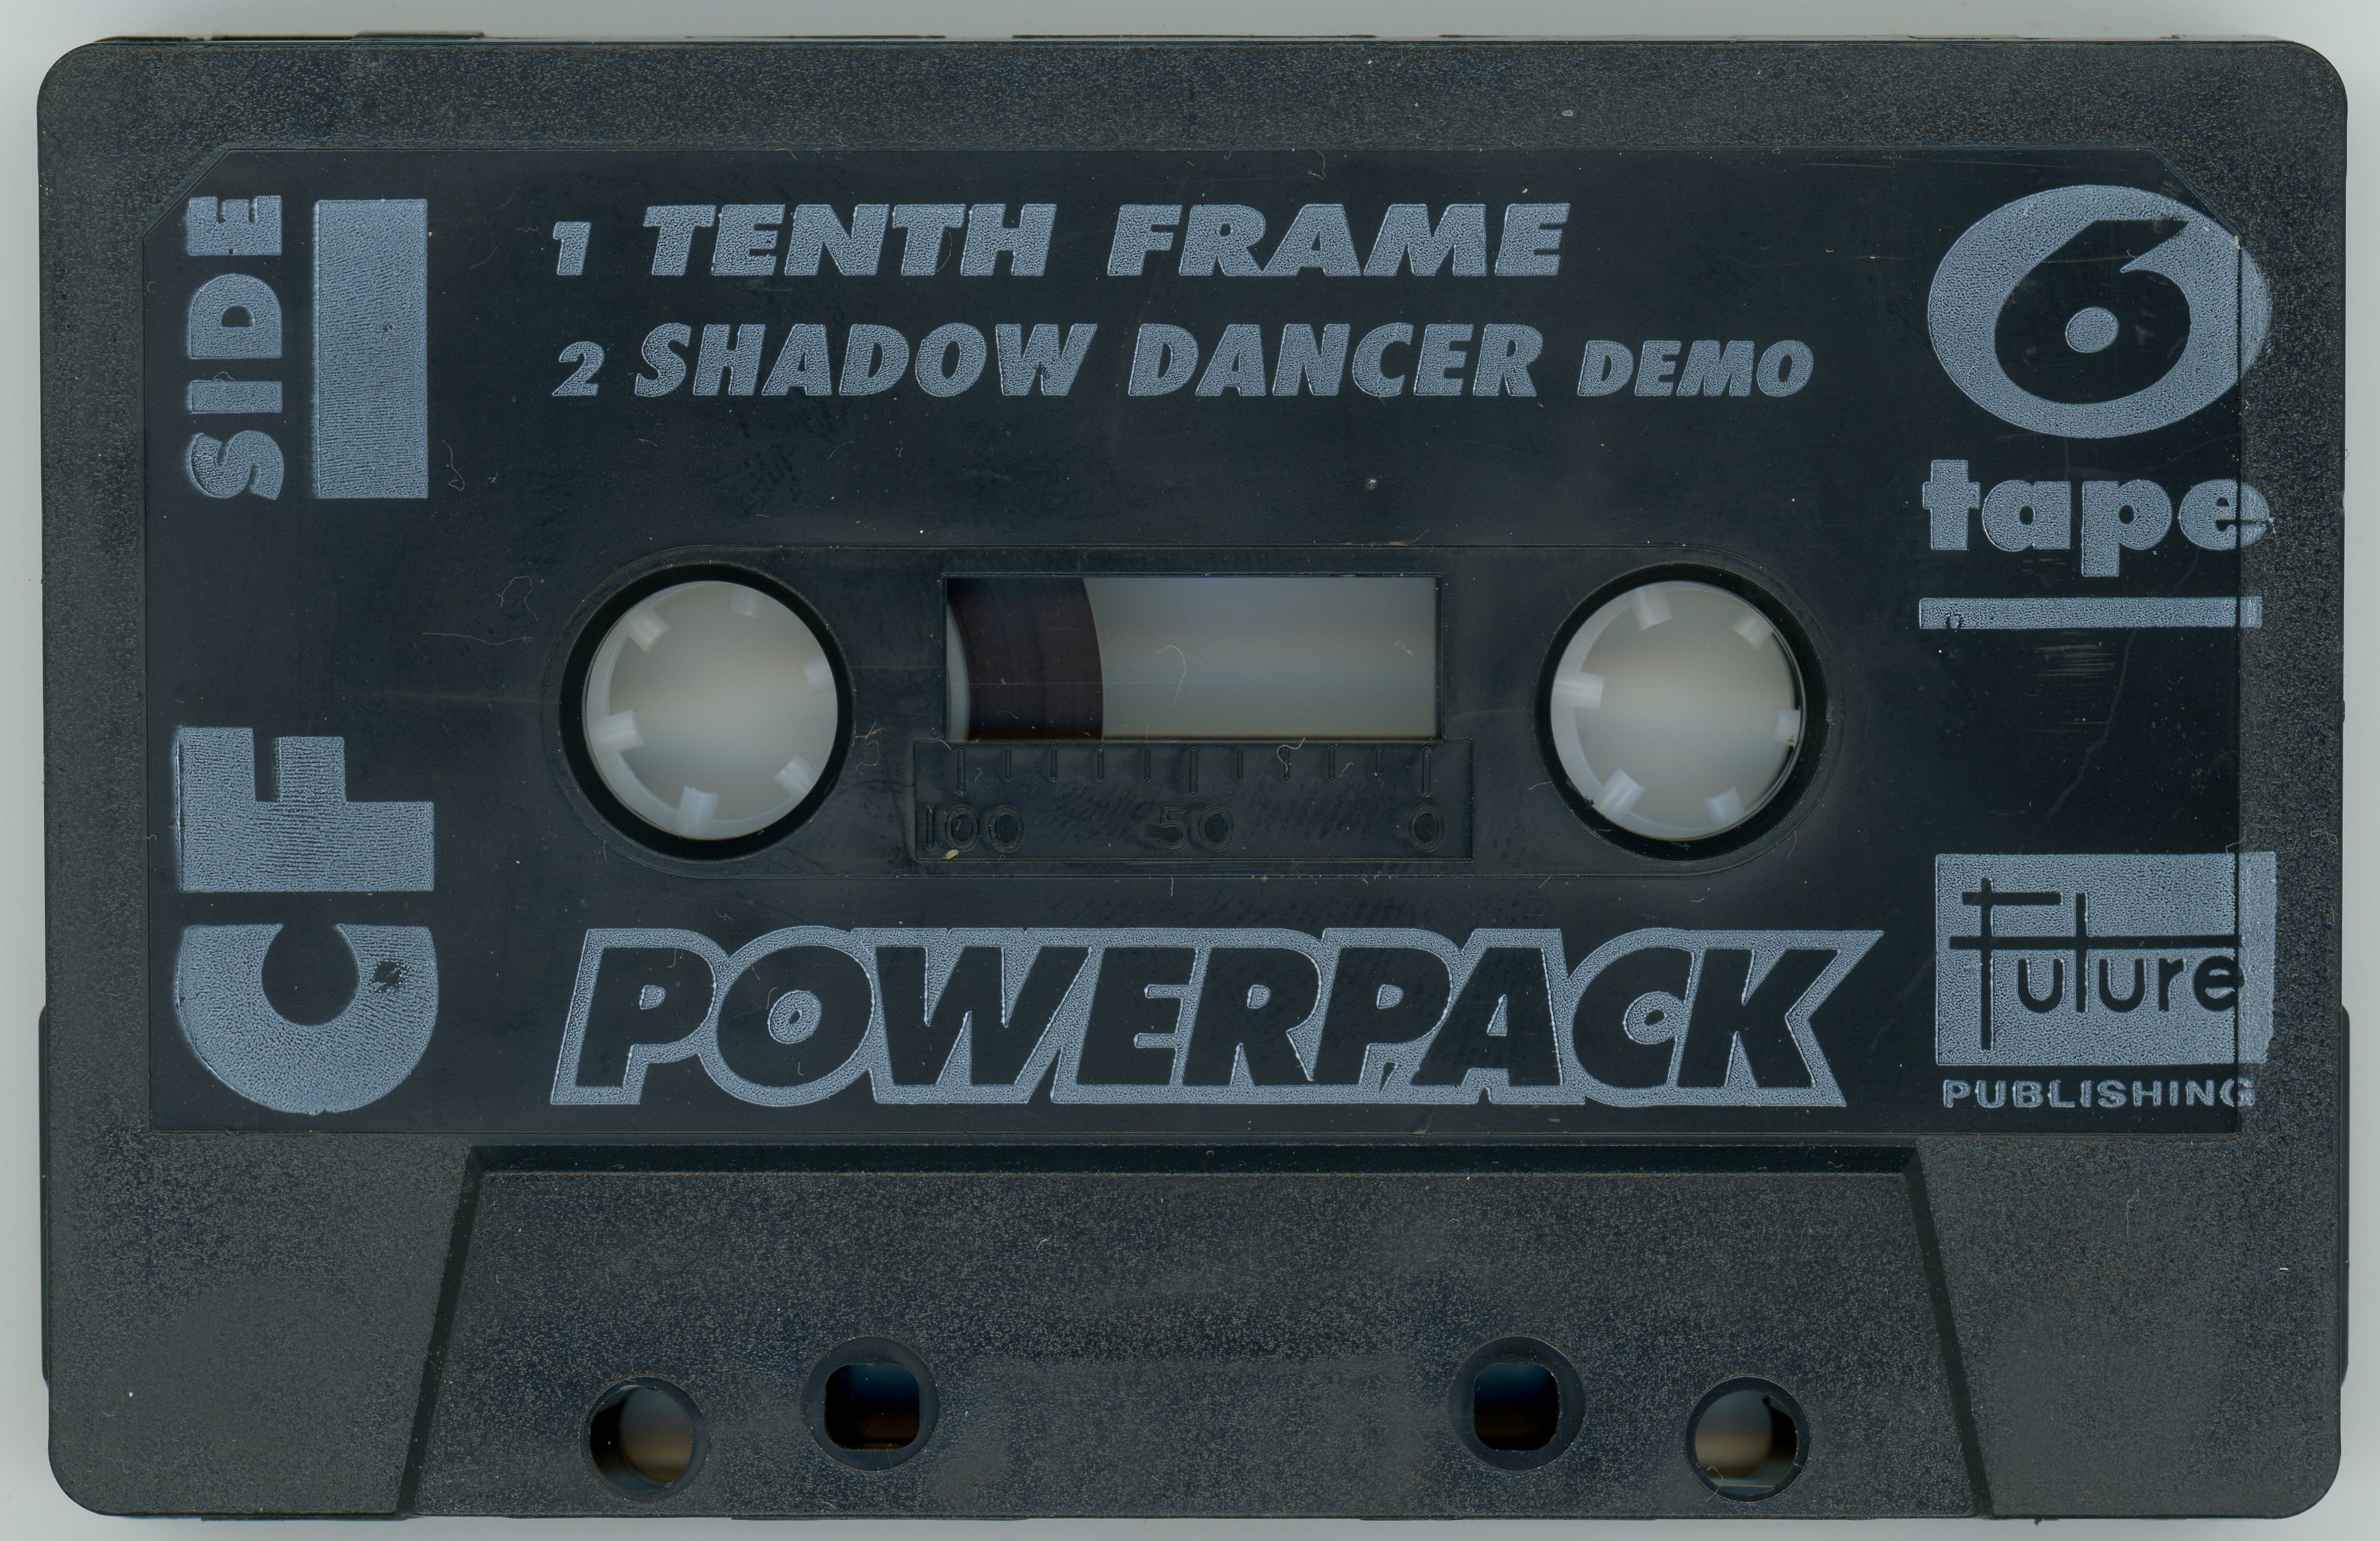 SIDE 1
CF
1 TENTH FRAME
2 SHADOW DANCER DEMO
6
tape
100 50 0
POWERPACK
future
PUBLISHING